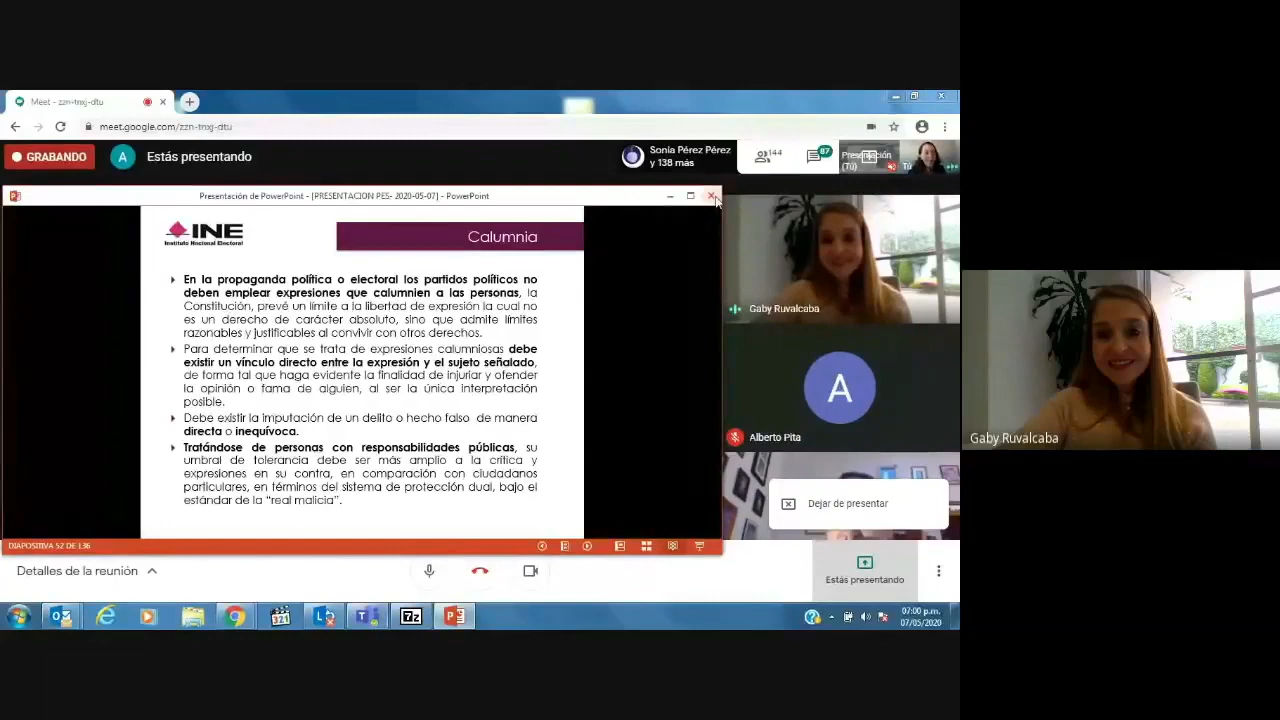 Meet - zzn-tnxj-dtu
meet.google.com/zzn-tnxj-dtu
GRABANDO
A
Estás presentando
Sonía Pérez Pérez
y 138 más
144
87
Presentación
(Tú)
Tú
Presentación de PowerPoint - [PRESENTACION PES- 2020-05-07] - PowerPoint
INE
Instituto Nacional Electoral
Calumnia
En la propaganda política o electoral los partidos políticos no
deben emplear expresiones que calumnien a las personas, la
Constitución, prevé un límite a la libertad de expresión la cual no
es un derecho de carácter absoluto, sino que admite límites
razonables y justificables al convivir con otros derechos.
Para determinar que se trata de expresiones calumniosas debe
existir un vínculo directo entre la expresión y el sujeto señalado,
de forma tal que haga evidente la finalidad de injuriar y ofender
la opinión o fama de alguien, al ser la única interpretación
posible.
Debe existir la imputación de un delito o hecho falso de manera
directa o inequívoca.
Tratándose de personas con responsabilidades públicas, su
umbral de tolerancia debe ser más amplio a la crítica y
expresiones en su contra, en comparación con ciudadanos
particulares, en términos del sistema de protección dual, bajo el
estándar de la "real malicia".
DIAPOSITIVA 52 DE 136
Gaby Ruvalcaba
A
Alberto Pita
Dejar de presentar
Gaby Ruvalcaba
Detalles de la reunión
Estás presentando
321
7z
07:00 p.m.
07/05/2020